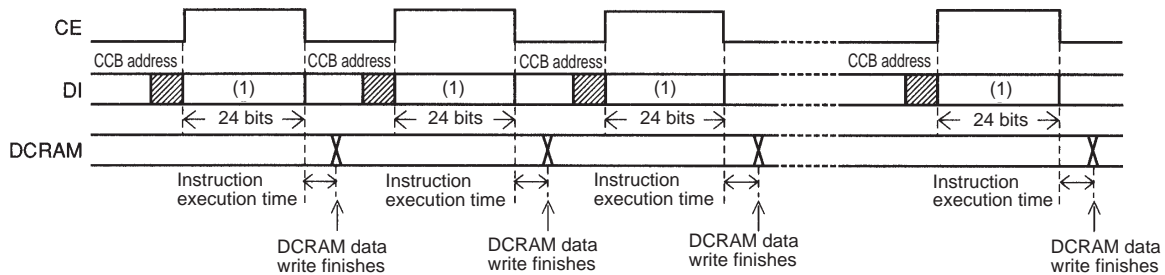 CE
CCB address CCB address CCB address CCB address
DI (1) (1) (1) (1)
24 bits 24 bits 24 bits 24 bits
DCRAM
Instruction execution time
Instruction execution time
Instruction execution time
Instruction execution time
DCRAM data write finishes
DCRAM data write finishes
DCRAM data write finishes
DCRAM data write finishes